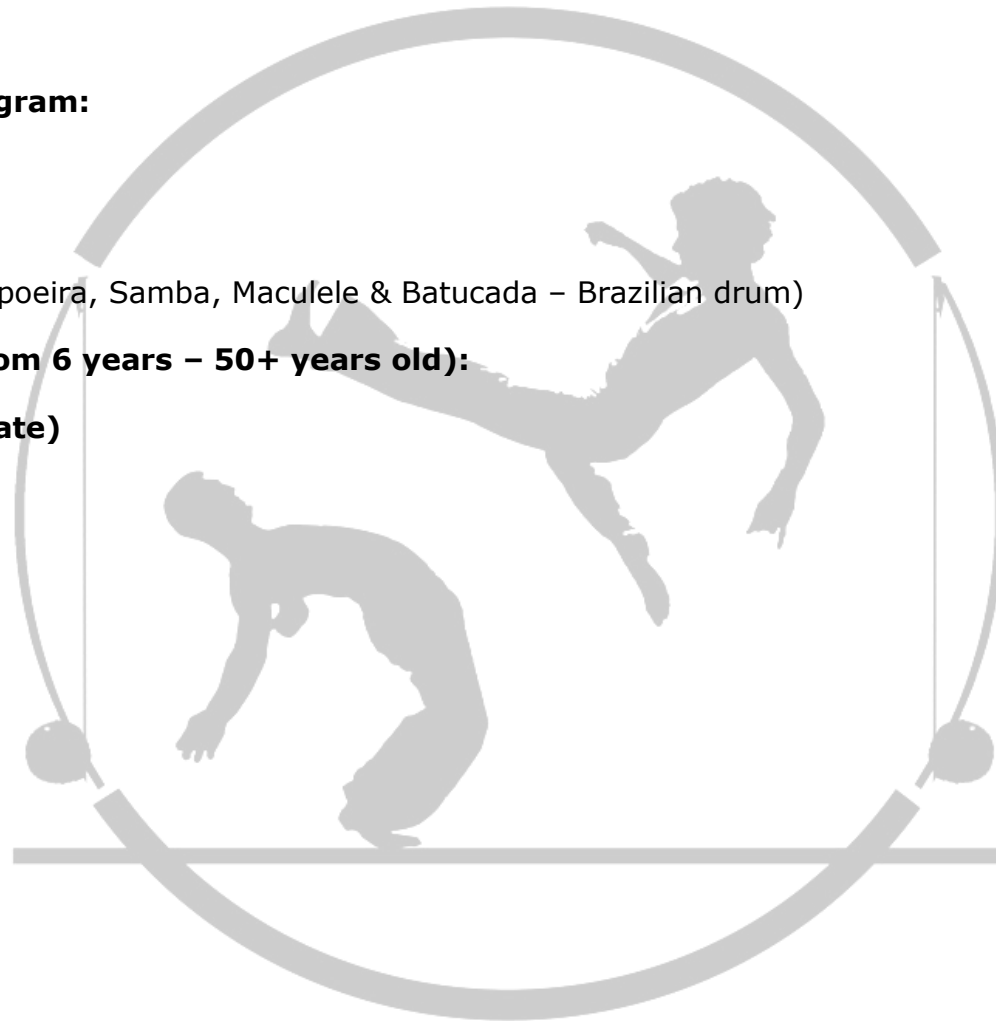 gram:
poeira, Samba, Maculele & Batucada – Brazilian drum)
om 6 years – 50+ years old):
ate)